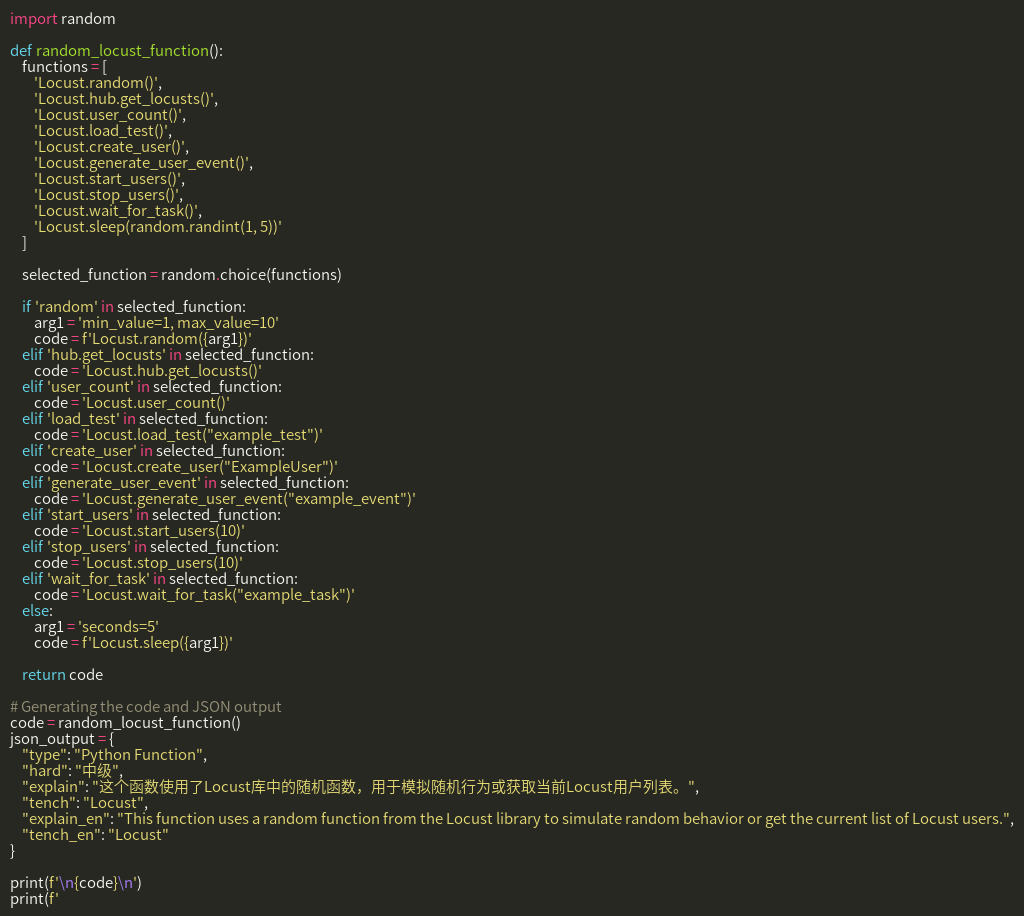 import random

def random_locust_function():
    functions = [
        'Locust.random()',
        'Locust.hub.get_locusts()',
        'Locust.user_count()',
        'Locust.load_test()',
        'Locust.create_user()',
        'Locust.generate_user_event()',
        'Locust.start_users()',
        'Locust.stop_users()',
        'Locust.wait_for_task()',
        'Locust.sleep(random.randint(1, 5))'
    ]

    selected_function = random.choice(functions)

    if 'random' in selected_function:
        arg1 = 'min_value=1, max_value=10'
        code = f'Locust.random({arg1})'
    elif 'hub.get_locusts' in selected_function:
        code = 'Locust.hub.get_locusts()'
    elif 'user_count' in selected_function:
        code = 'Locust.user_count()'
    elif 'load_test' in selected_function:
        code = 'Locust.load_test("example_test")'
    elif 'create_user' in selected_function:
        code = 'Locust.create_user("ExampleUser")'
    elif 'generate_user_event' in selected_function:
        code = 'Locust.generate_user_event("example_event")'
    elif 'start_users' in selected_function:
        code = 'Locust.start_users(10)'
    elif 'stop_users' in selected_function:
        code = 'Locust.stop_users(10)'
    elif 'wait_for_task' in selected_function:
        code = 'Locust.wait_for_task("example_task")'
    else:
        arg1 = 'seconds=5'
        code = f'Locust.sleep({arg1})'

    return code

# Generating the code and JSON output
code = random_locust_function()
json_output = {
    "type": "Python Function",
    "hard": "中级",
    "explain": "这个函数使用了Locust库中的随机函数，用于模拟随机行为或获取当前Locust用户列表。",
    "tench": "Locust",
    "explain_en": "This function uses a random function from the Locust library to simulate random behavior or get the current list of Locust users.",
    "tench_en": "Locust"
}

print(f'\n{code}\n')
print(f'